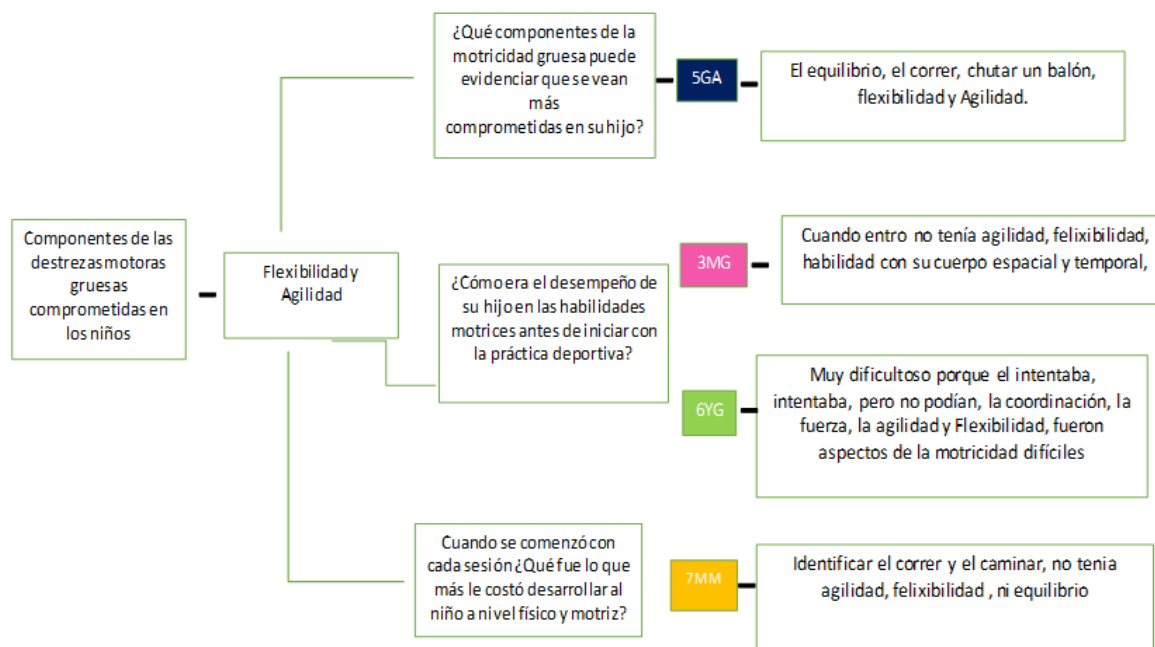 Componentes de las
destrezas motoras
gruesas
comprometidas en
los niños
Flexibilidad y
Agilidad
¿Qué componentes de la
motricidad gruesa puede
evidenciar que se vean
más
comprometidas en su hijo?
5GA
El equilibrio, el correr, chutar un balón,
flexibilidad y Agilidad.
¿Cómo era el desempeño de
su hijo en las habilidades
motrices antes de iniciar con
la práctica deportiva?
3MG
Cuando entro no tenía agilidad, felixibilidad,
habilidad con su cuerpo espacial y temporal,
6YG
Muy dificultoso porque el intentaba,
intentaba, pero no podían, la coordinación, la
fuerza, la agilidad y Flexibilidad, fueron
aspectos de la motricidad difíciles
Cuando se comenzó con
cada sesión ¿Qué fue lo que
más le costó desarrollar al
niño a nivel físico y motriz?
7MM
Identificar el correr y el caminar, no tenia
agilidad, felixibilidad , ni equilibrio